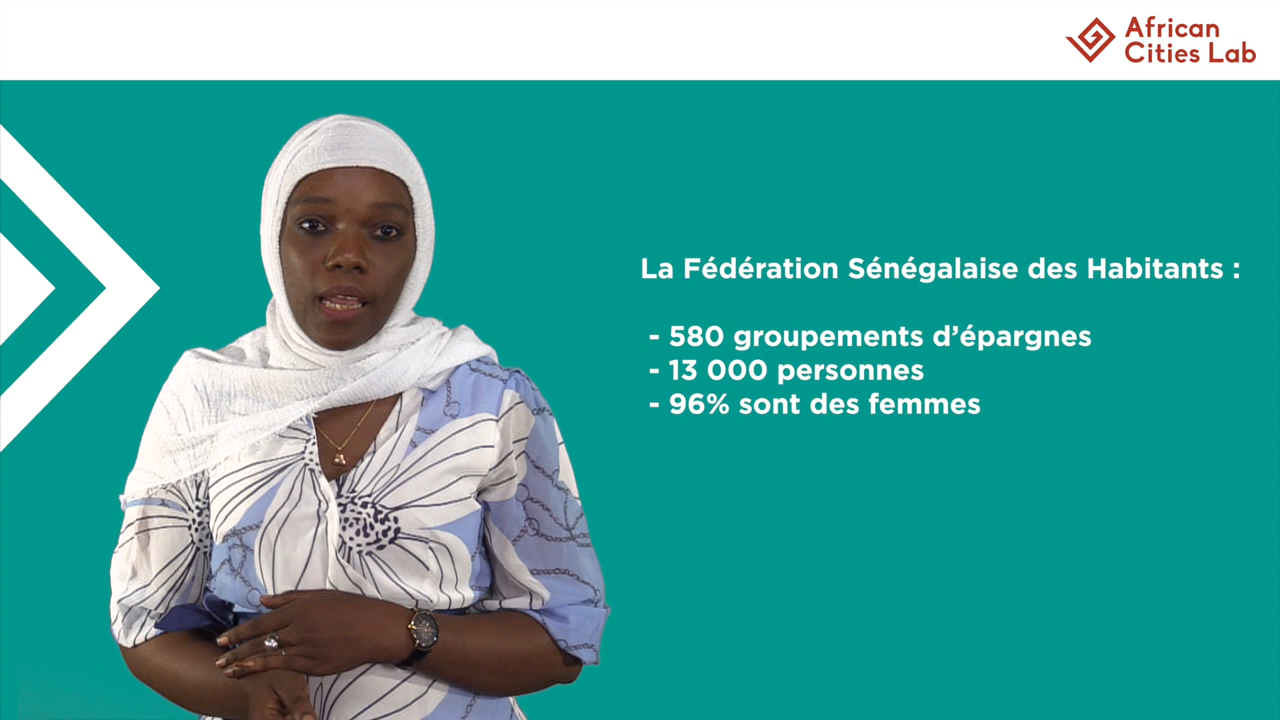 African
Cities Lab
La Fédération Sénégalaise des Habitants :
- 580 groupements d’épargnes
- 13 000 personnes
- 96% sont des femmes